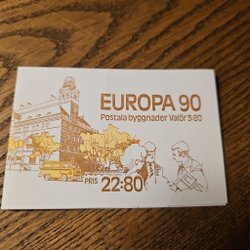 EUROPA 90
Postala byggnader Valör 3·80
PRIS 22:80